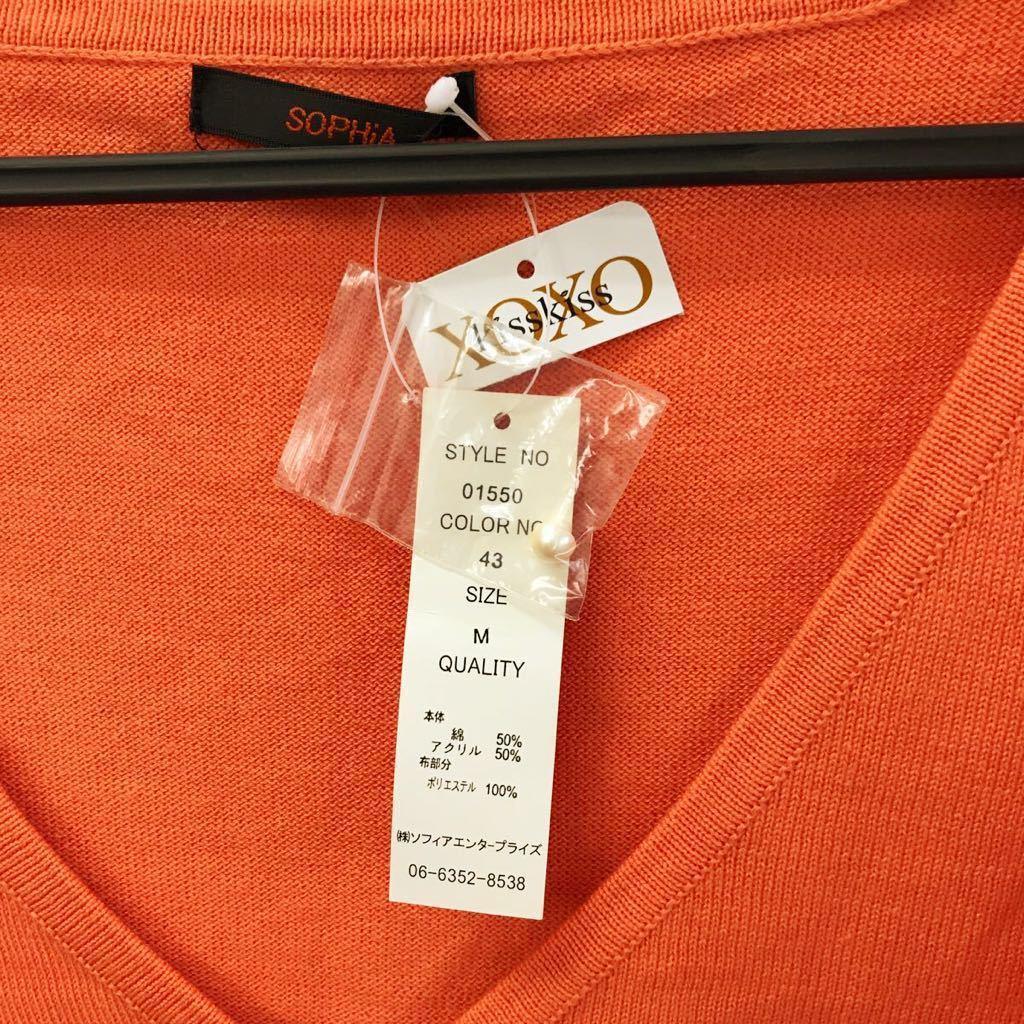 SOPHiA
XOXO
kisskiss
STYLE NO
01550
COLOR NO
43
SIZE
M
QUALITY
本体
綿 50%
アクリル 50%
布部分
ポリエステル 100%
㈱ソフィアエンタープライズ
06-6352-8538